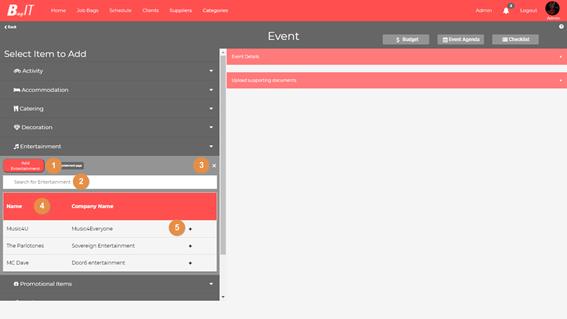 BagIT
Home Job Bags Schedule Clients Suppliers Categories
Admin 3 Logout Admin
Back
Event
$ Budget Event Agenda Checklist
Select Item to Add
Activity
Accommodation
Catering
Decoration
Entertainment
Add Entertainment 1 3 ×
Search for Entertainment 2
Name 4 Company Name
Music4U Music4Everyone 5 +
The Parlotones Sovereign Entertainment +
MC Dave Door6 entertainment +
Promotional Items
Event Details +
Upload supporting documents +